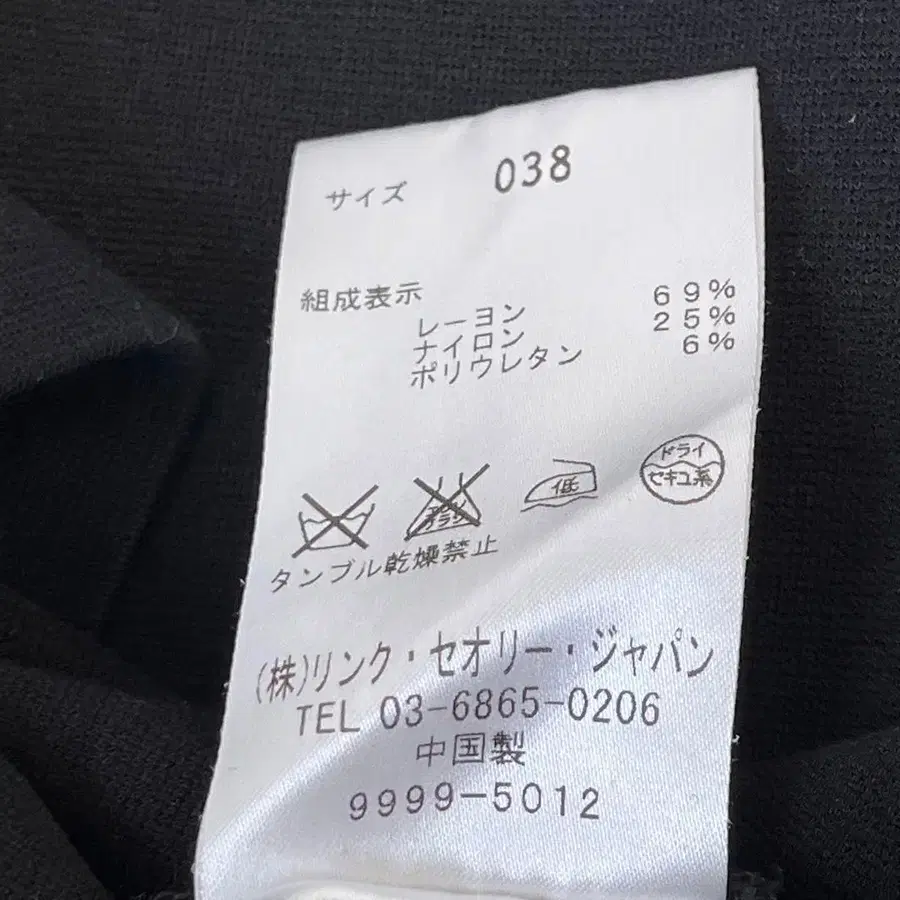 サイズ 038
組成表示
レーヨン 69%
ナイロン 25%
ポリウレタン 6%
低
ドライ
セキユ系
タンブル乾燥禁止
(株)リンク・セオリー・ジャパン
TEL 03-6865-0206
中国製
9999-5012